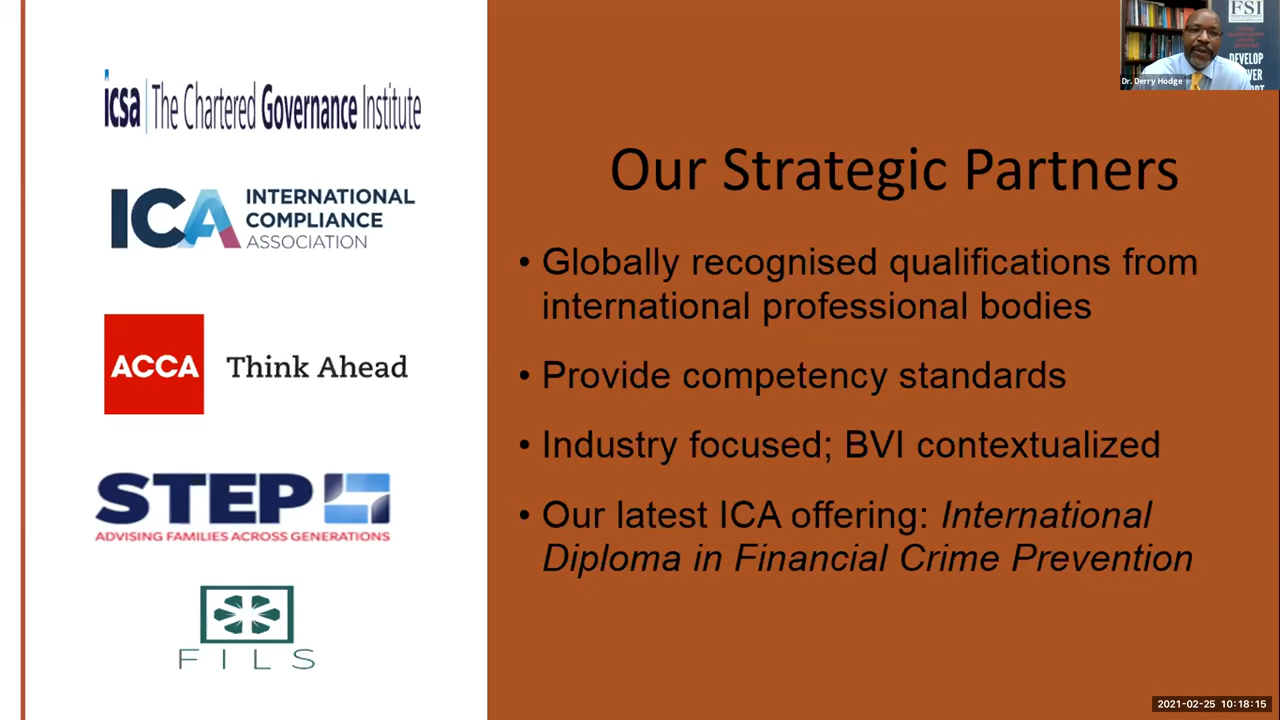 icsa The Chartered Governance Institute
ICA INTERNATIONAL
COMPLIANCE
ASSOCIATION
ACCA Think Ahead
STEP
ADVISING FAMILIES ACROSS GENERATIONS
FILS
FSI
DEVELOP
Dr. Derry Hodge
Our Strategic Partners
• Globally recognised qualifications from
international professional bodies
• Provide competency standards
• Industry focused; BVI contextualized
• Our latest ICA offering: International
Diploma in Financial Crime Prevention
2021-02-25 10:18:15